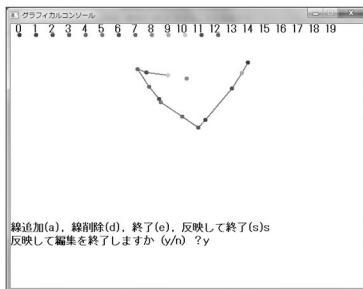 グラフィカルコンソール
0 1 2 3 4 5 6 7 8 9 10 11 12 13 14 15 16 17 18 19
線追加(a)，線削除(d)，終了(e)，反映して終了(s)s
反映して編集を終了しますか (y/n) ？y